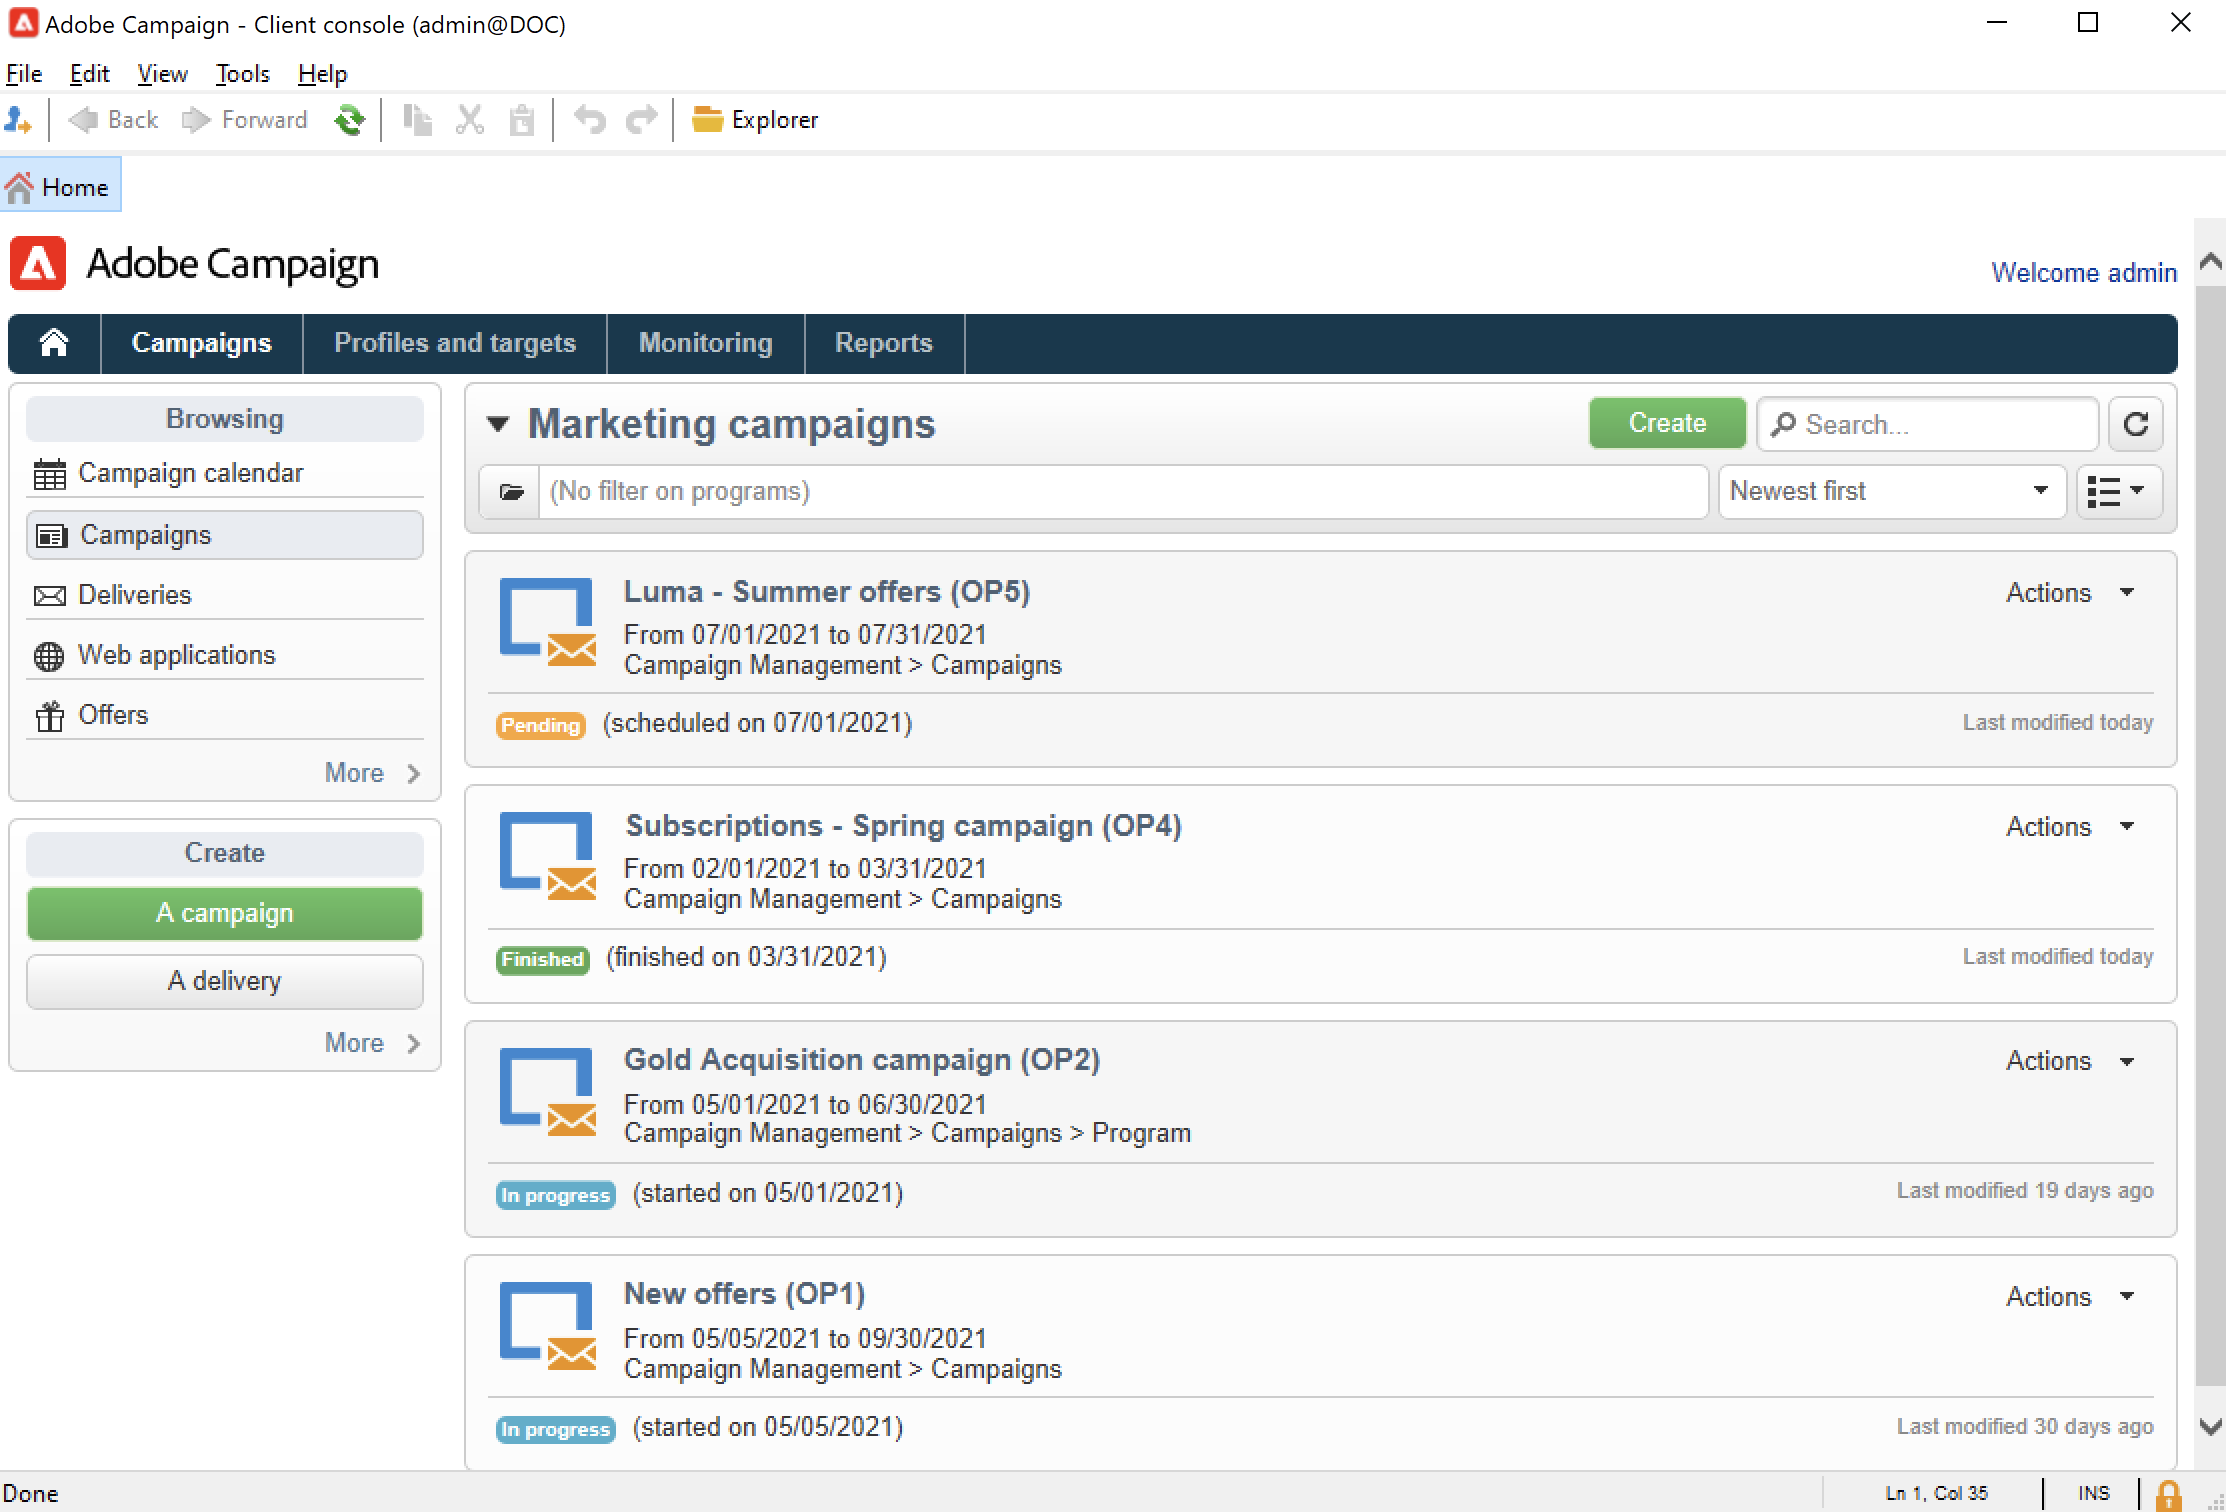 Adobe Campaign - Client console (admin@DOC)
File Edit View Tools Help
Back Forward Explorer
Home
Adobe Campaign
Welcome admin
Campaigns Profiles and targets Monitoring Reports
Browsing
Campaign calendar
Campaigns
Deliveries
Web applications
Offers
More
Create
A campaign
A delivery
More
Marketing campaigns
Create
Search...
(No filter on programs)
Newest first
Luma - Summer offers (OP5)
Actions
From 07/01/2021 to 07/31/2021
Campaign Management > Campaigns
Pending (scheduled on 07/01/2021)
Last modified today
Subscriptions - Spring campaign (OP4)
Actions
From 02/01/2021 to 03/31/2021
Campaign Management > Campaigns
Finished (finished on 03/31/2021)
Last modified today
Gold Acquisition campaign (OP2)
Actions
From 05/01/2021 to 06/30/2021
Campaign Management > Campaigns > Program
In progress (started on 05/01/2021)
Last modified 19 days ago
New offers (OP1)
Actions
From 05/05/2021 to 09/30/2021
Campaign Management > Campaigns
In progress (started on 05/05/2021)
Last modified 30 days ago
Done
Ln 1, Col 35
INS